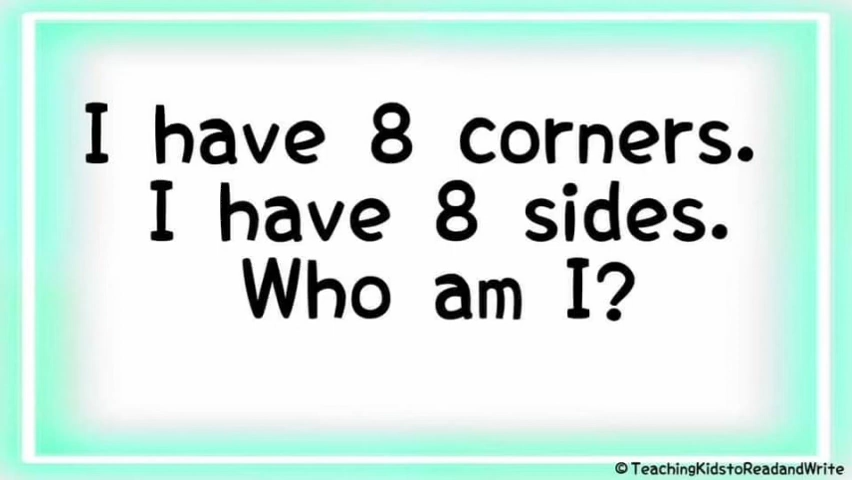 I have 8 corners.
I have 8 sides.
Who am I?
© TeachingKidstoReadandWrite